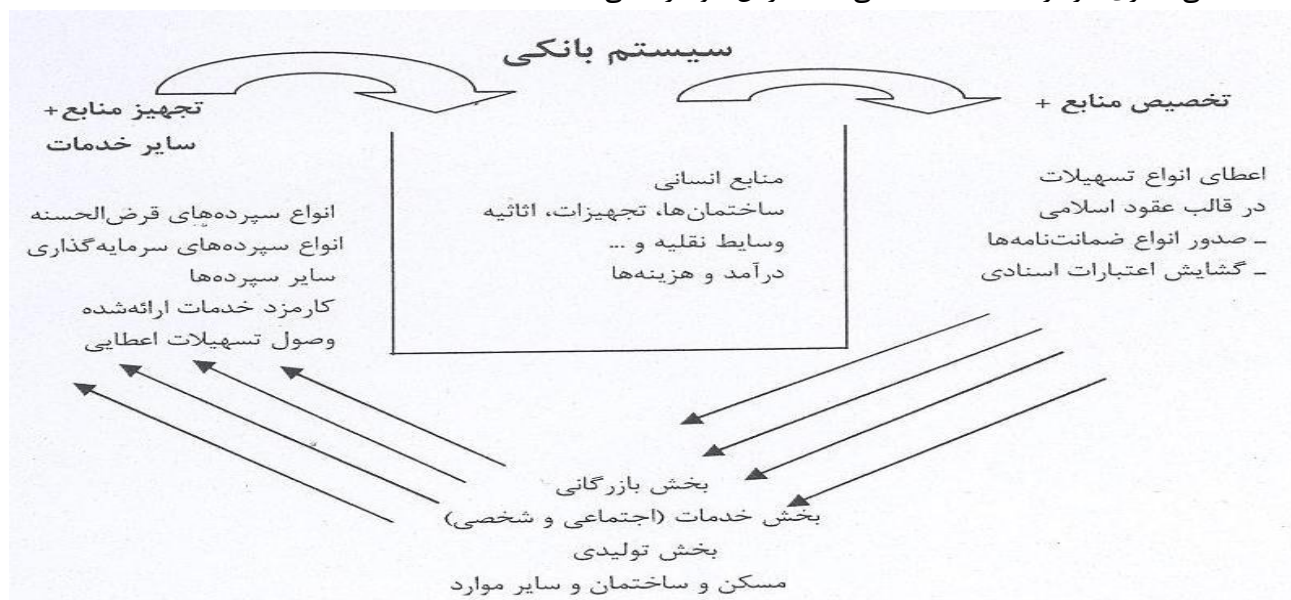 سیستم بانکی
تخصیص منابع +
اعطای انواع تسهیلات
در قالب عقود اسلامی
ـ صدور انواع ضمانت‌نامه‌ها
ـ گشایش اعتبارات اسنادی
منابع انسانی
ساختمان‌ها، تجهیزات، اثاثیه
وسایط نقلیه و ...
درآمد و هزینه‌ها
تجهیز منابع +
سایر خدمات
انواع سپرده‌های قرض‌الحسنه
انواع سپرده‌های سرمایه‌گذاری
سایر سپرده‌ها
کارمزد خدمات ارائه‌شده
وصول تسهیلات اعطایی
بخش بازرگانی
بخش خدمات (اجتماعی و شخصی)
بخش تولیدی
مسکن و ساختمان و سایر موارد